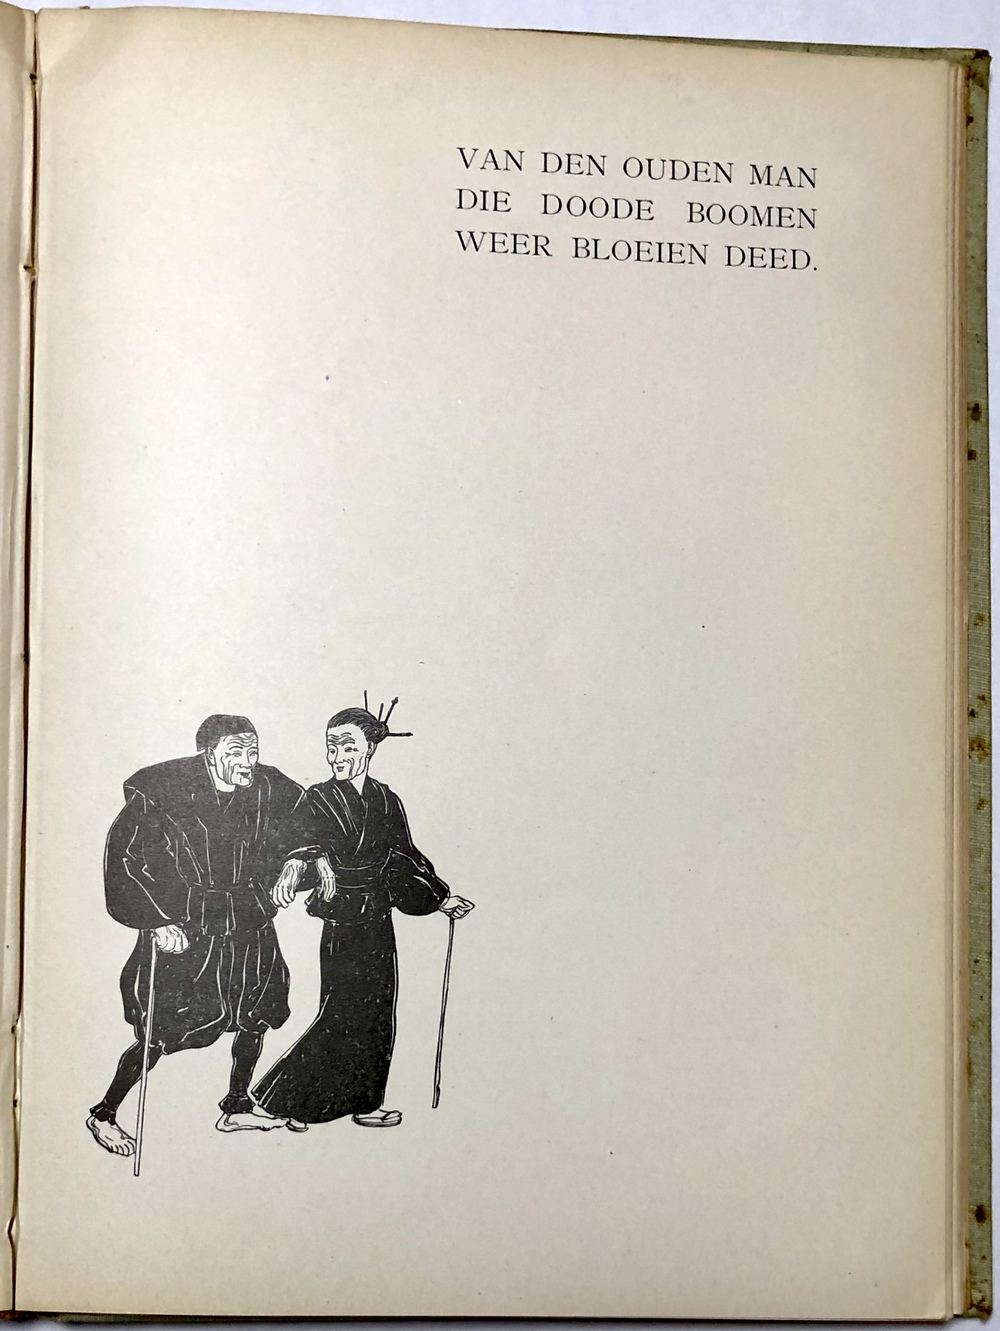 VAN DEN OUDEN MAN
DIE DOODE BOOMEN
WEER BLOEIEN DEED.